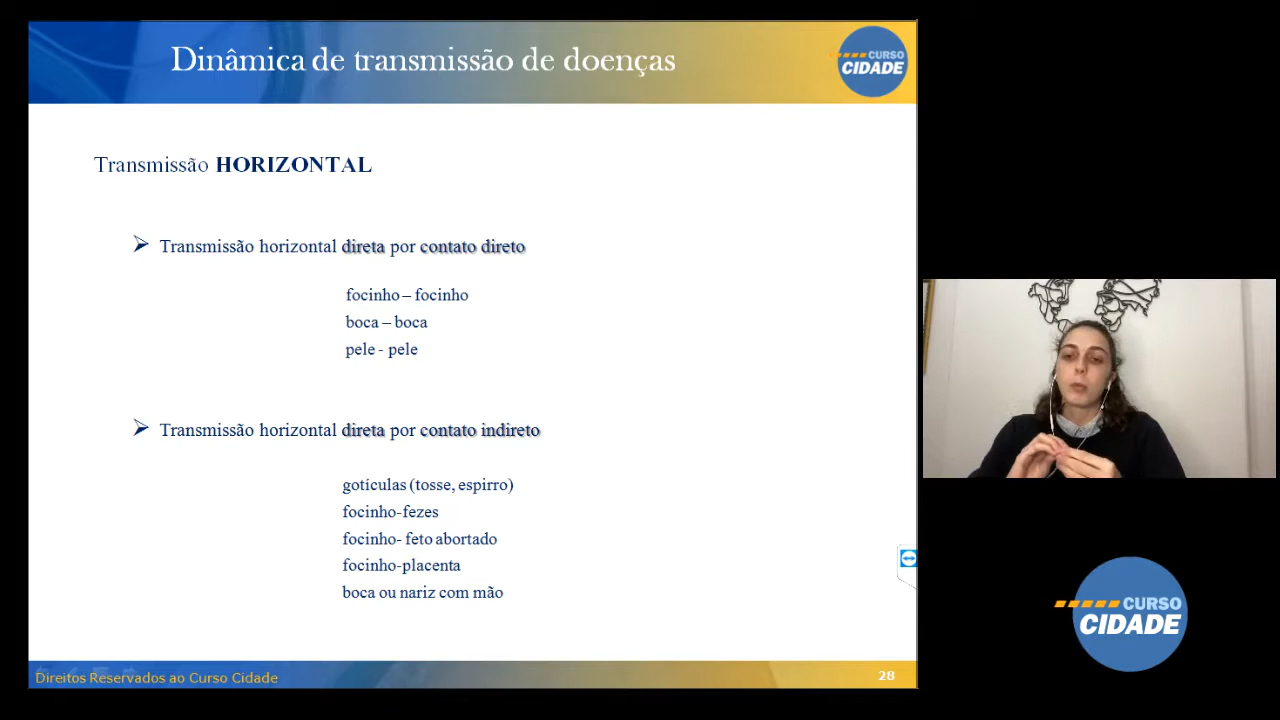 Dinâmica de transmissão de doenças
CURSO
CIDADE
Transmissão HORIZONTAL
Transmissão horizontal direta por contato direto
focinho – focinho
boca – boca
pele - pele
Transmissão horizontal direta por contato indireto
gotículas (tosse, espirro)
focinho-fezes
focinho- feto abortado
focinho-placenta
boca ou nariz com mão
Direitos Reservados ao Curso Cidade
28
CURSO
CIDADE